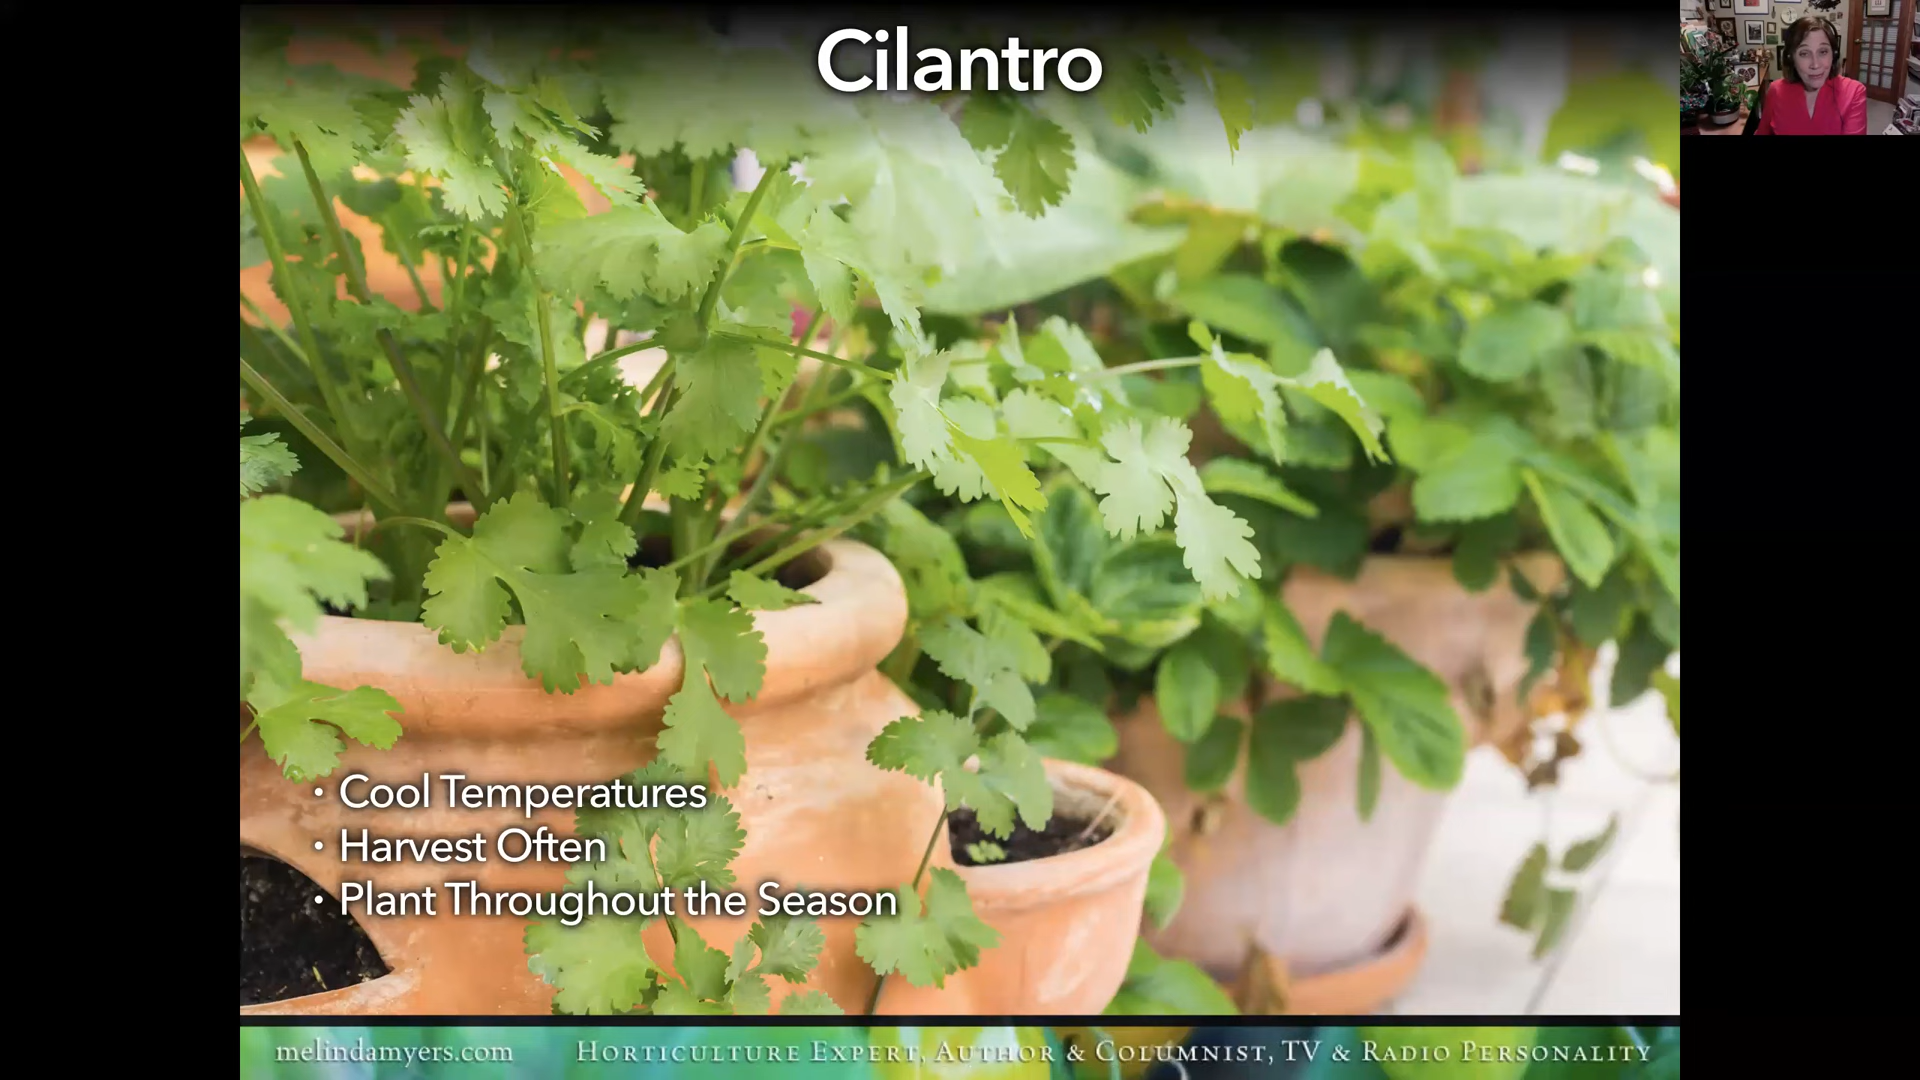 Cilantro
• Cool Temperatures
• Harvest Often
• Plant Throughout the Season
melindamyers.com Horticulture Expert, Author & Columnist, TV & Radio Personality